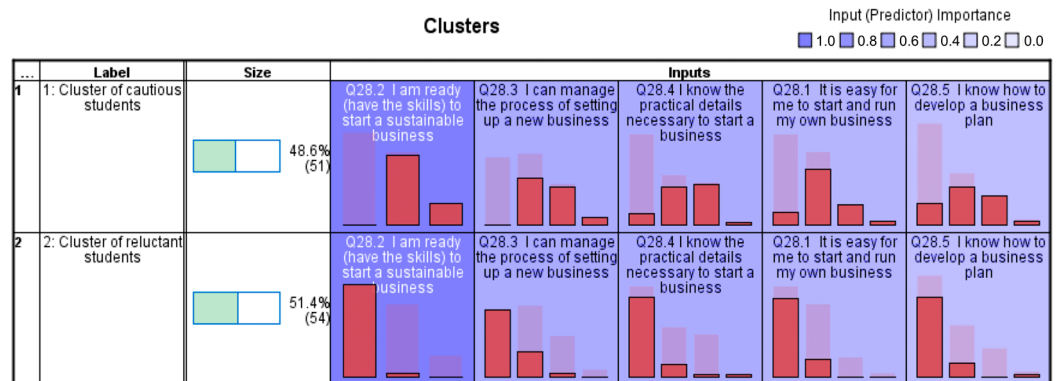 Clusters
Input (Predictor) Importance
1.0 0.8 0.6 0.4 0.2 0.0
... Label Size Inputs
1
1: Cluster of cautious
students
48.6%
(51)
Q28.2 I am ready
(have the skills) to
start a sustainable
business
Q28.3 I can manage
the process of setting
up a new business
Q28.4 I know the
practical details
necessary to start a
business
Q28.1 It is easy for
me to start and run
my own business
Q28.5 I know how to
develop a business
plan
2
2: Cluster of reluctant
students
51.4%
(54)
Q28.2 I am ready
(have the skills) to
start a sustainable
business
Q28.3 I can manage
the process of setting
up a new business
Q28.4 I know the
practical details
necessary to start a
business
Q28.1 It is easy for
me to start and run
my own business
Q28.5 I know how to
develop a business
plan